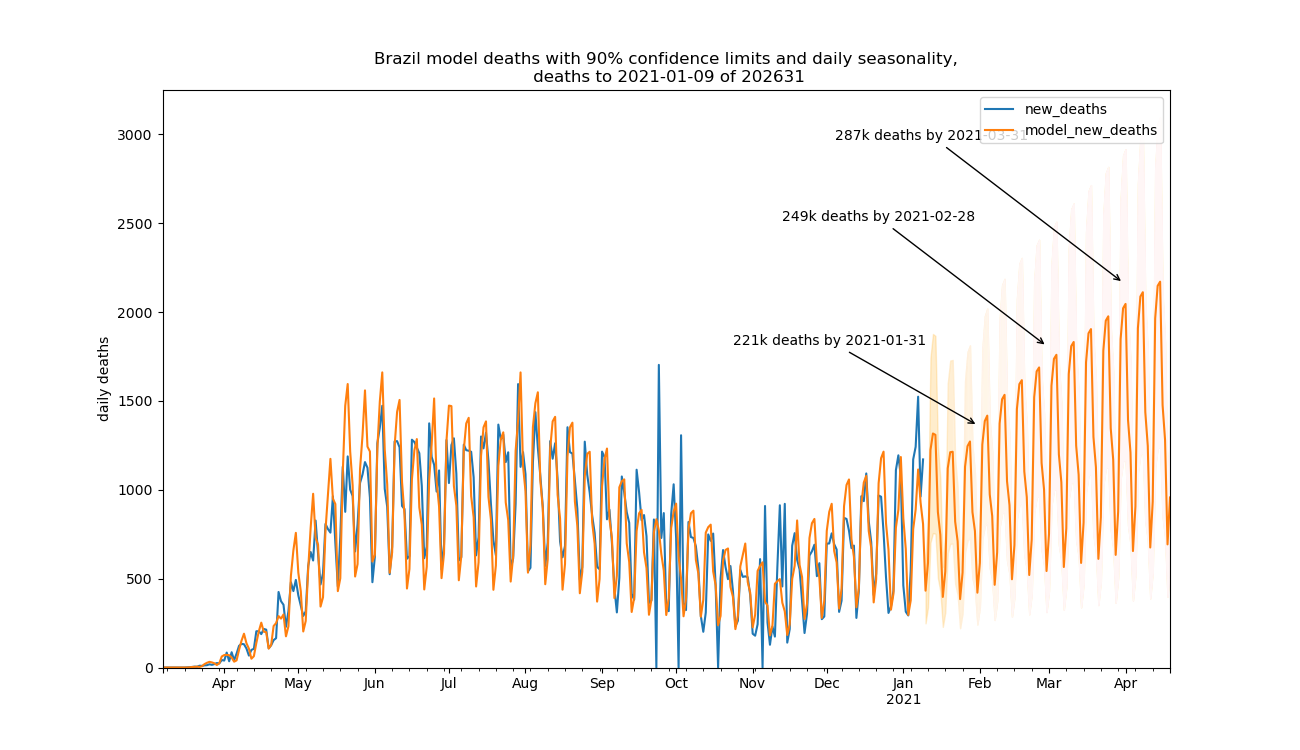 Brazil model deaths with 90% confidence limits and daily seasonality,
deaths to 2021-01-09 of 202631
new_deaths
model_new_deaths
287k deaths by 2021-03-31
249k deaths by 2021-02-28
221k deaths by 2021-01-31
daily deaths
3000
2500
2000
1500
1000
500
0
Apr May Jun Jul Aug Sep Oct Nov Dec Jan Feb Mar Apr
2021